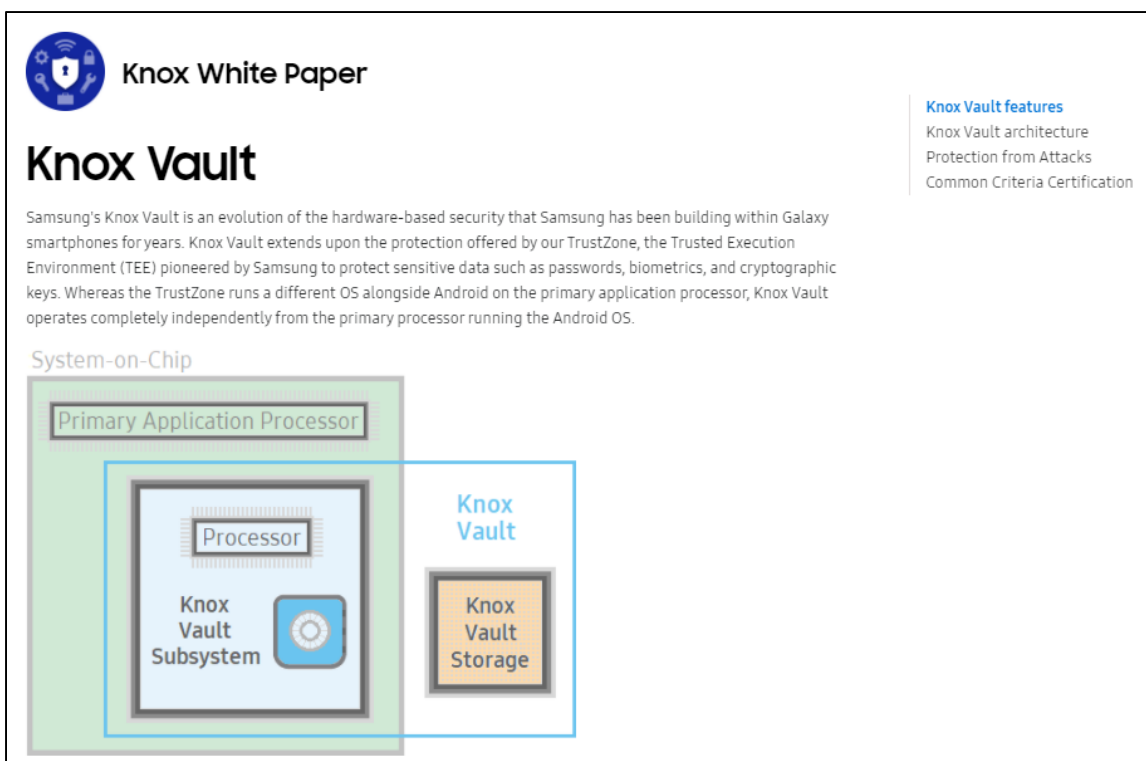 Knox White Paper
Knox Vault features
Knox Vault architecture
Protection from Attacks
Common Criteria Certification
Knox Vault
Samsung's Knox Vault is an evolution of the hardware-based security that Samsung has been building within Galaxy
smartphones for years. Knox Vault extends upon the protection offered by our TrustZone, the Trusted Execution
Environment (TEE) pioneered by Samsung to protect sensitive data such as passwords, biometrics, and cryptographic
keys. Whereas the TrustZone runs a different OS alongside Android on the primary application processor, Knox Vault
operates completely independently from the primary processor running the Android OS.
System-on-Chip
Primary Application Processor
Processor
Knox
Vault
Subsystem
Knox
Vault
Knox
Vault
Storage